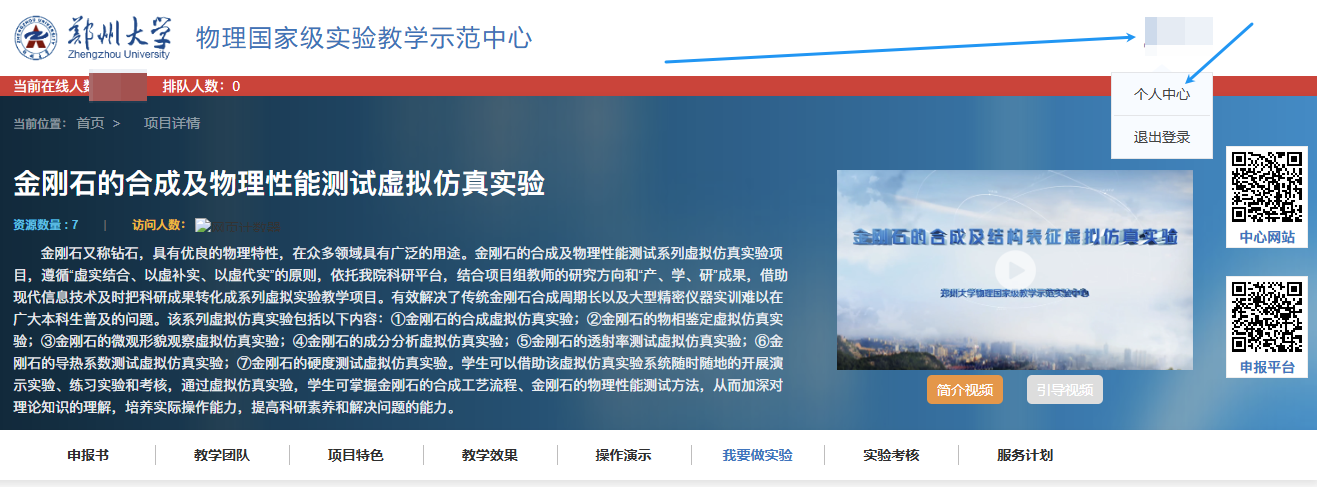 郑州大学
Zhengzhou University
物理国家级实验教学示范中心
当前在线人数
排队人数：0
个人中心
退出登录
当前位置： 首页 > 项目详情
金刚石的合成及物理性能测试虚拟仿真实验
资源数量：7 | 访问人数：
金刚石又称钻石，具有优良的物理特性，在众多领域具有广泛的用途。金刚石的合成及物理性能测试系列虚拟仿真实验项
目，遵循“虚实结合、以虚补实、以虚代实”的原则，依托我院科研平台，结合项目组教师的研究方向和“产、学、研”成果，借助
现代信息技术及时把科研成果转化成系列虚拟实验教学项目。有效解决了传统金刚石合成周期长以及大型精密仪器实训难以在
广大本科生普及的问题。该系列虚拟仿真实验包括以下内容：①金刚石的合成虚拟仿真实验；②金刚石的物相鉴定虚拟仿真实
验；③金刚石的微观形貌观察虚拟仿真实验；④金刚石的成分分析虚拟仿真实验；⑤金刚石的透射率测试虚拟仿真实验；⑥金
刚石的导热系数测试虚拟仿真实验；⑦金刚石的硬度测试虚拟仿真实验。学生可以借助该虚拟仿真实验系统随时随地的开展演
示实验、练习实验和考核，通过虚拟仿真实验，学生可掌握金刚石的合成工艺流程、金刚石的物理性能测试方法，从而加深对
理论知识的理解，培养实际操作能力，提高科研素养和解决问题的能力。
金刚石的合成及结构表征虚拟仿真实验
郑州大学物理国家级教学示范实验中心
简介视频
引导视频
中心网站
申报平台
申报书
教学团队
项目特色
教学效果
操作演示
我要做实验
实验考核
服务计划